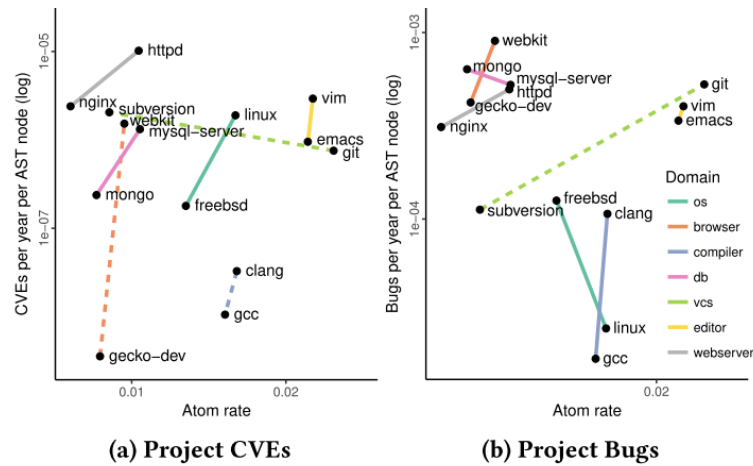 CVEs per year per AST node (log)
1e-05
1e-07
httpd
nginx
subversion
webkit
mysql-server
linux
vim
emacs
git
mongo
freebsd
clang
gcc
gecko-dev
0.01
0.02
Atom rate
(a) Project CVEs
Bugs per year per AST node (log)
1e-03
1e-04
webkit
mongo
mysql-server
httpd
git
gecko-dev
vim
nginx
emacs
subversion
freebsd
clang
linux
gcc
Domain
os
browser
compiler
db
vcs
editor
webserver
0.02
Atom rate
(b) Project Bugs